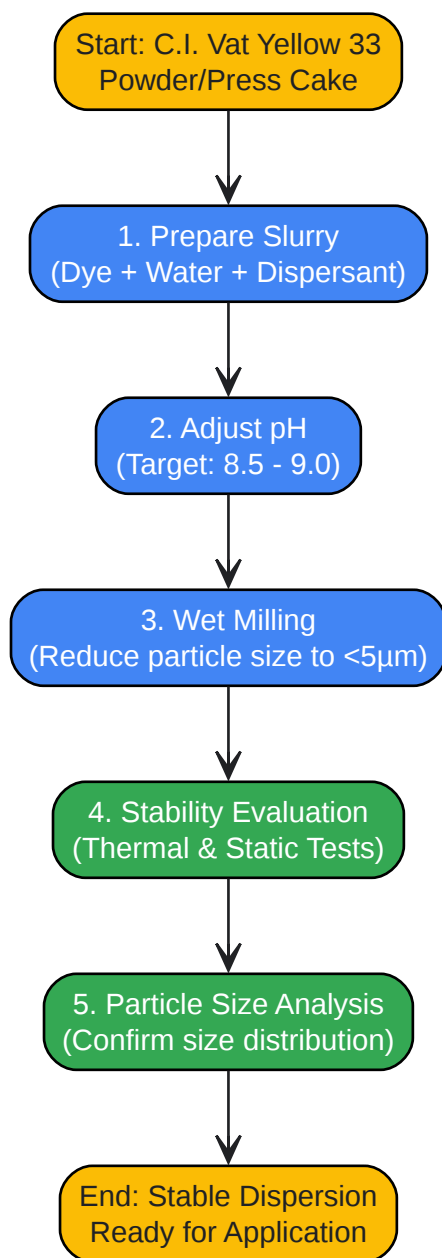 Start: C.I. Vat Yellow 33
Powder/Press Cake
1. Prepare Slurry
(Dye + Water + Dispersant)
2. Adjust pH
(Target: 8.5 - 9.0)
3. Wet Milling
(Reduce particle size to <5μm)
4. Stability Evaluation
(Thermal & Static Tests)
5. Particle Size Analysis
(Confirm size distribution)
End: Stable Dispersion
Ready for Application